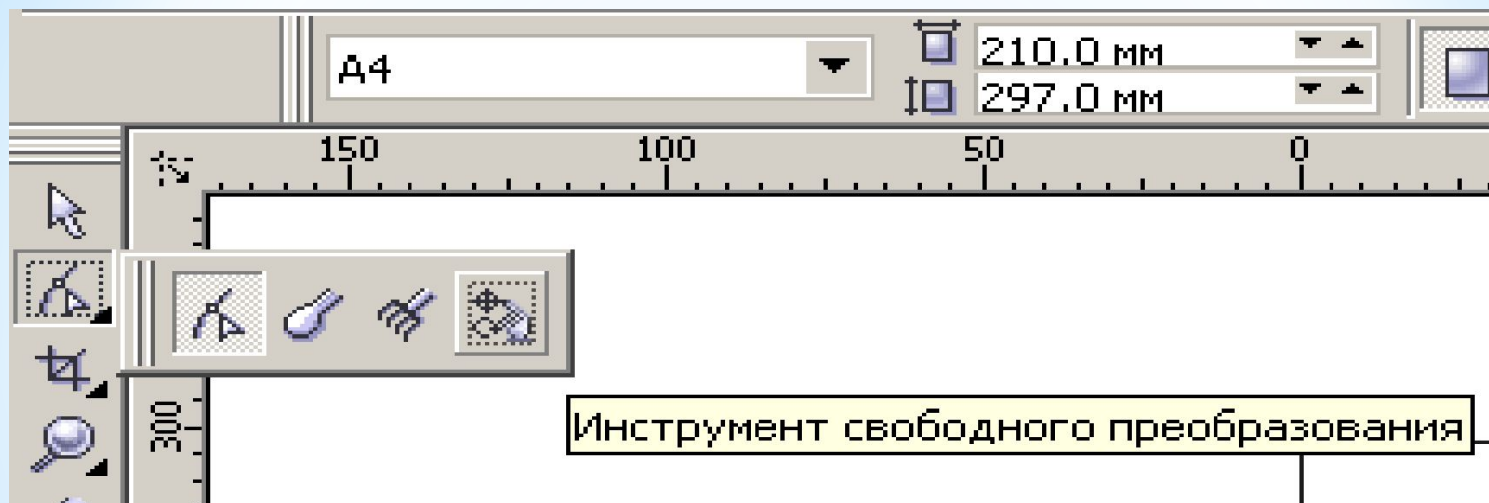 A4
210.0 мм
297.0 мм
150 100 50 0
300
Инструмент свободного преобразования